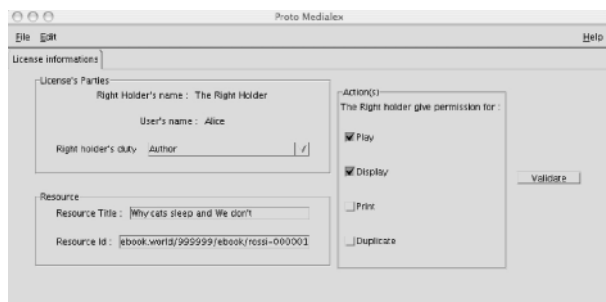 Proto Medialex
File Edit Help
License informations
License's Parties
Right Holder's name : The Right Holder
User's name : Alice
Right holder's duty Author /
Resource
Resource Title : Why cats sleep and We don't
Resource Id : ebook.world/999999/ebook/rossi-000001
Action(s)
The Right holder give permission for :
Play
Display
Print
Duplicate
Validate